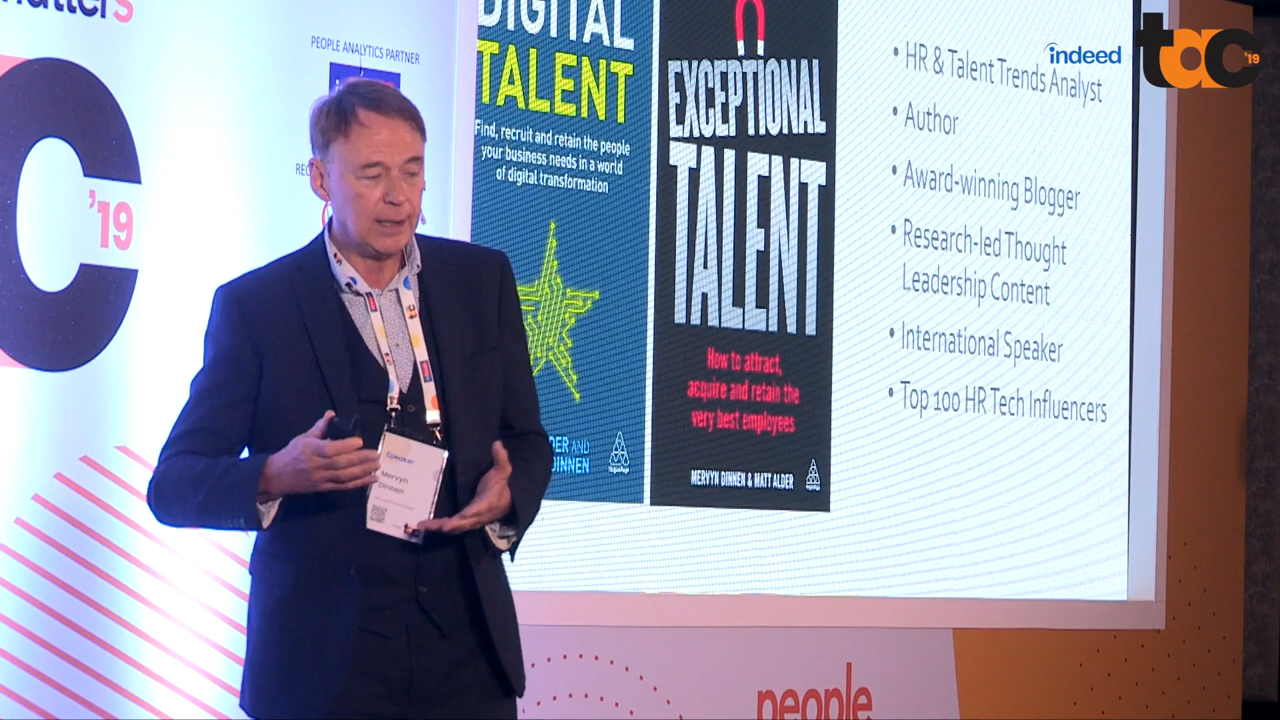 PEOPLE ANALYTICS PARTNER
C
'19
DIGITAL
TALENT
Find, recruit and retain the people
your business needs in a world
of digital transformation
DER AND
DINNEN
EXCEPTIONAL
TALENT
How to attract,
acquire and retain the
very best employees
MERVYN DINNEN & MATT ALDER
• HR & Talent Trends Analyst
• Author
• Award-winning Blogger
• Research-led Thought
Leadership Content
• International Speaker
• Top 100 HR Tech Influencers
indeed
tac
'19
Speaker
Mervyn
Dinnen
people